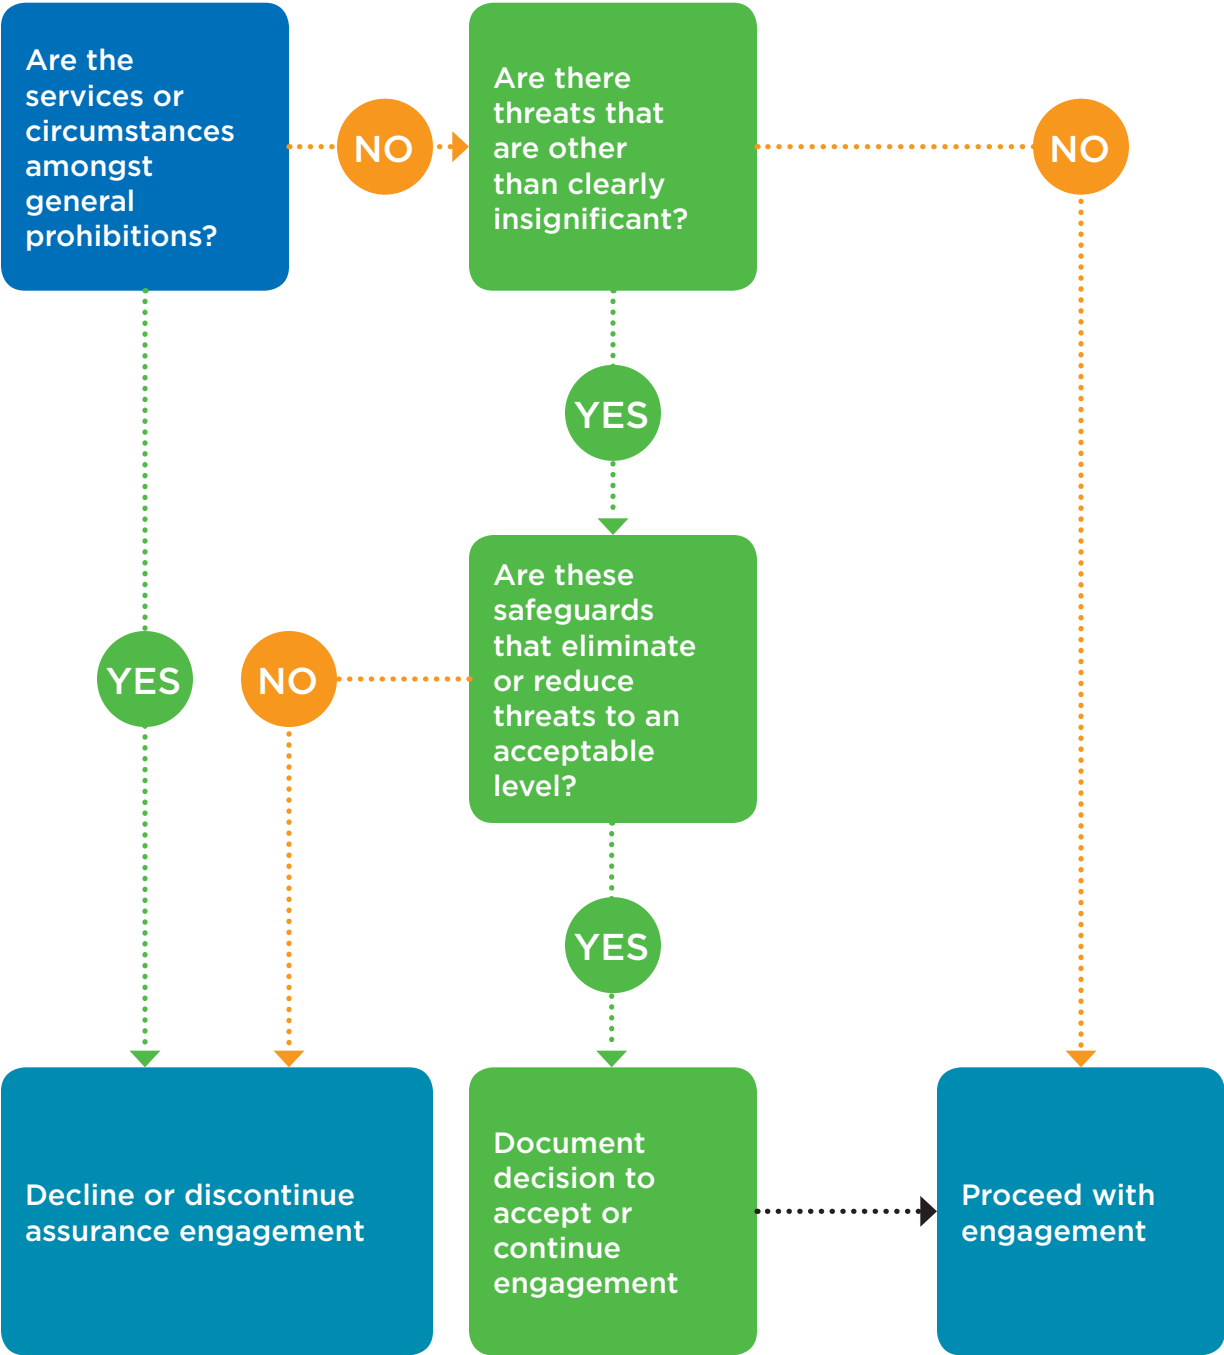 Are the
services or
circumstances
amongst
general
prohibitions?
NO
Are there
threats that
are other
than clearly
insignificant?
NO
YES
Are these
safeguards
that eliminate
or reduce
threats to an
acceptable
level?
YES
NO
YES
Decline or discontinue
assurance engagement
Document
decision to
accept or
continue
engagement
Proceed with
engagement